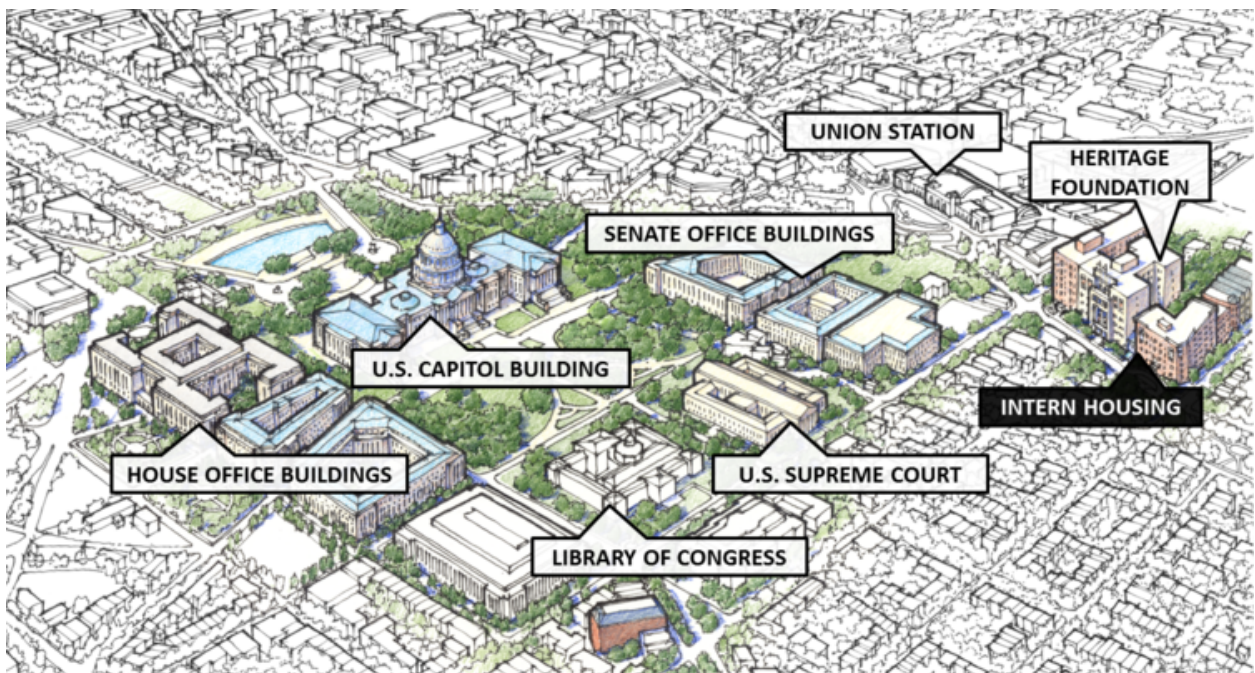 UNION STATION
HERITAGE
FOUNDATION
SENATE OFFICE BUILDINGS
U.S. CAPITOL BUILDING
INTERN HOUSING
HOUSE OFFICE BUILDINGS
U.S. SUPREME COURT
LIBRARY OF CONGRESS